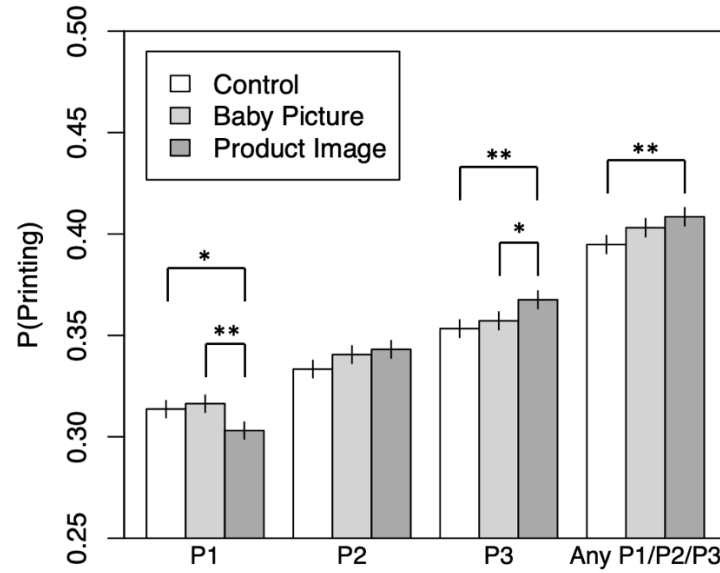 P(Printing)
0.50
0.45
0.40
0.35
0.30
0.25
Control
Baby Picture
Product Image
*
**
**
*
**
P1
P2
P3
Any P1/P2/P3